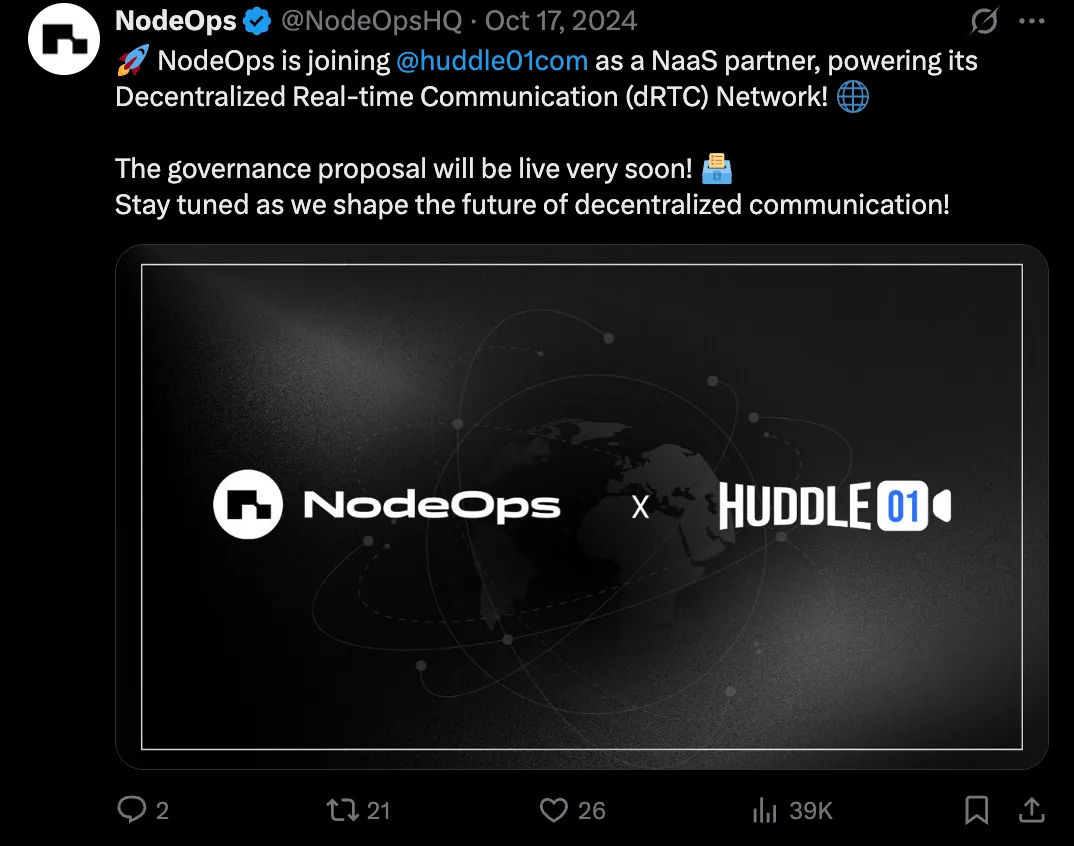 NodeOps @NodeOpsHQ · Oct 17, 2024
🚀 NodeOps is joining @huddle01com as a NaaS partner, powering its
Decentralized Real-time Communication (dRTC) Network! 🌐
The governance proposal will be live very soon! 🗳️
Stay tuned as we shape the future of decentralized communication!
NodeOps X HUDDLE 01
2 21 26 39K